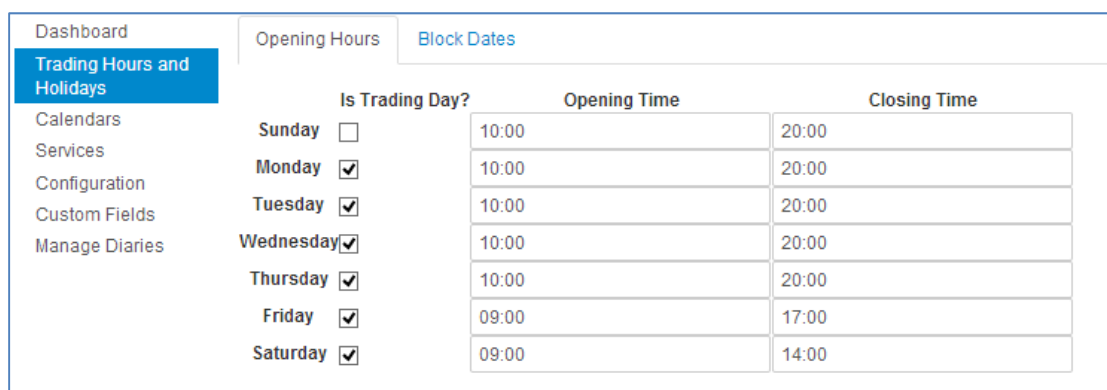 Dashboard
Trading Hours and
Holidays
Calendars
Services
Configuration
Custom Fields
Manage Diaries
Opening Hours Block Dates
Is Trading Day? Opening Time Closing Time
Sunday 10:00 20:00
Monday 10:00 20:00
Tuesday 10:00 20:00
Wednesday 10:00 20:00
Thursday 10:00 20:00
Friday 09:00 17:00
Saturday 09:00 14:00